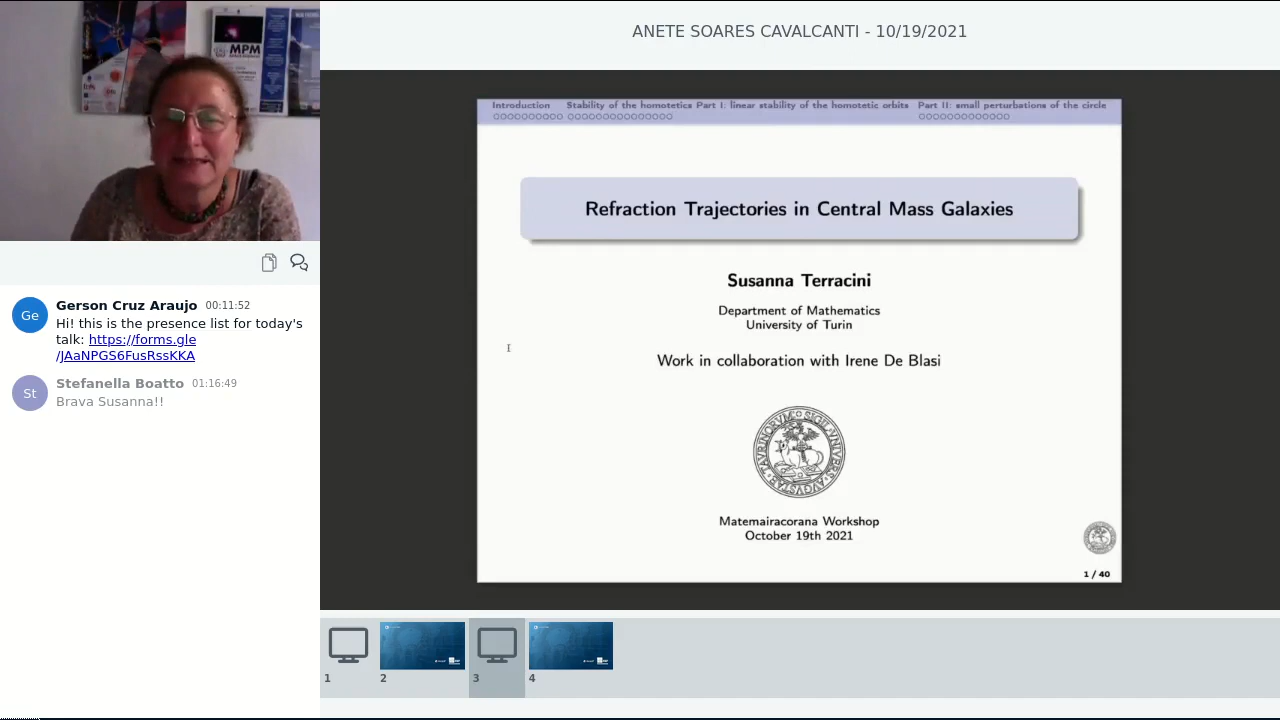 MPM
ANETE SOARES CAVALCANTI - 10/19/2021
Introduction Stability of the homotetics Part I: linear stability of the homotetic orbits Part II: small perturbations of the circle
Refraction Trajectories in Central Mass Galaxies
Susanna Terracini
Department of Mathematics
University of Turin
Work in collaboration with Irene De Blasi
Matemairacorana Workshop
October 19th 2021
1 / 40
Ge
Gerson Cruz Araujo 00:11:52
Hi! this is the presence list for today's
talk: https://forms.gle
/JAaNPGS6FusRssKKA
St
Stefanella Boatto 01:16:49
Brava Susanna!!
1
2
3
4